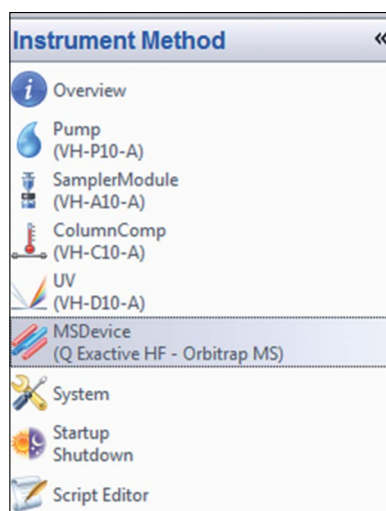 Instrument Method «
Overview
Pump
(VH-P10-A)
SamplerModule
(VH-A10-A)
ColumnComp
(VH-C10-A)
UV
(VH-D10-A)
MSDevice
(Q Exactive HF - Orbitrap MS)
System
Startup
Shutdown
Script Editor